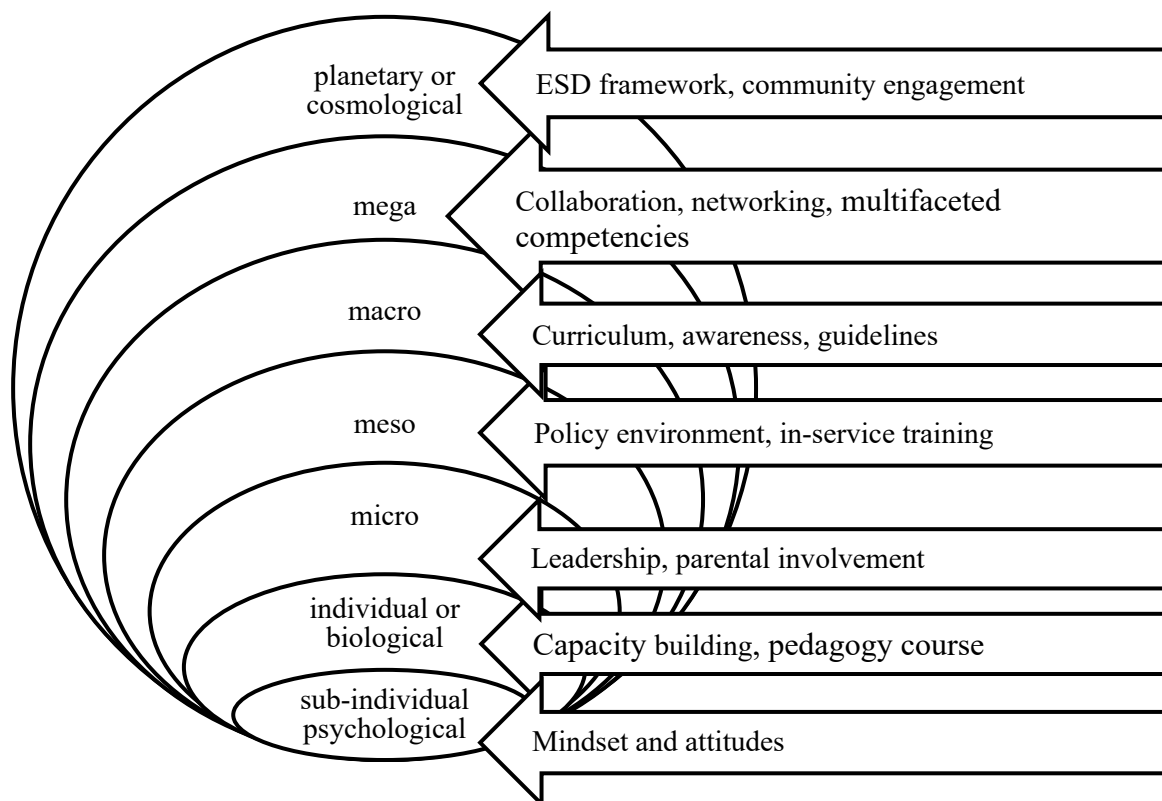 planetary or
cosmological
ESD framework, community engagement
mega
Collaboration, networking, multifaceted
competencies
macro
Curriculum, awareness, guidelines
meso
Policy environment, in-service training
micro
Leadership, parental involvement
individual or
biological
Capacity building, pedagogy course
sub-individual
psychological
Mindset and attitudes